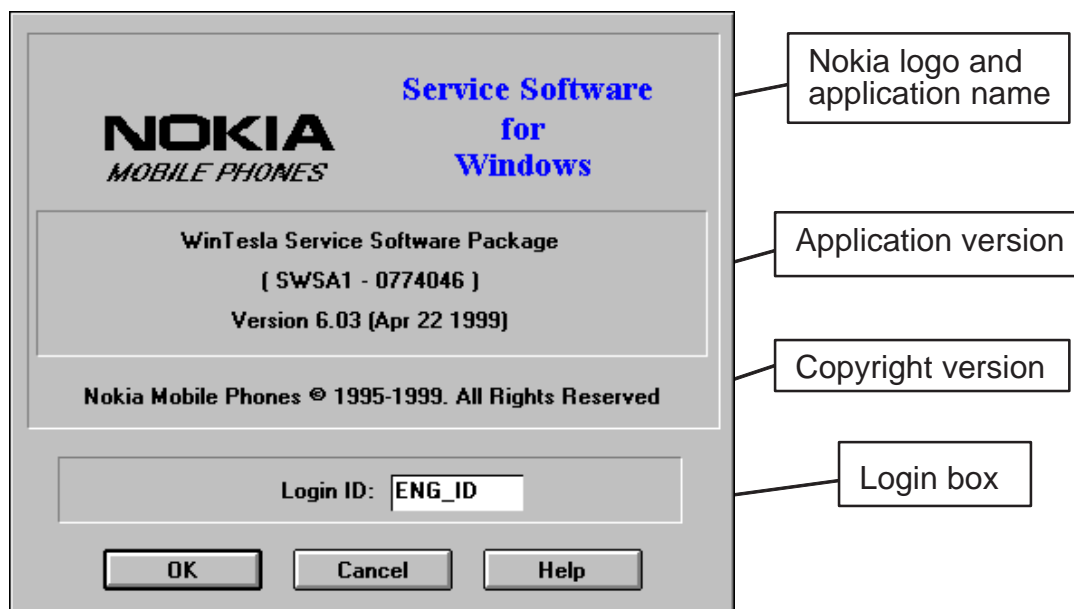 NOKIA
MOBILE PHONES
Service Software
for
Windows
WinTesla Service Software Package
( SWSA1 - 0774046 )
Version 6.03 (Apr 22 1999)
Nokia Mobile Phones © 1995-1999. All Rights Reserved
Login ID: ENG_ID
OK Cancel Help
Nokia logo and
application name
Application version
Copyright version
Login box